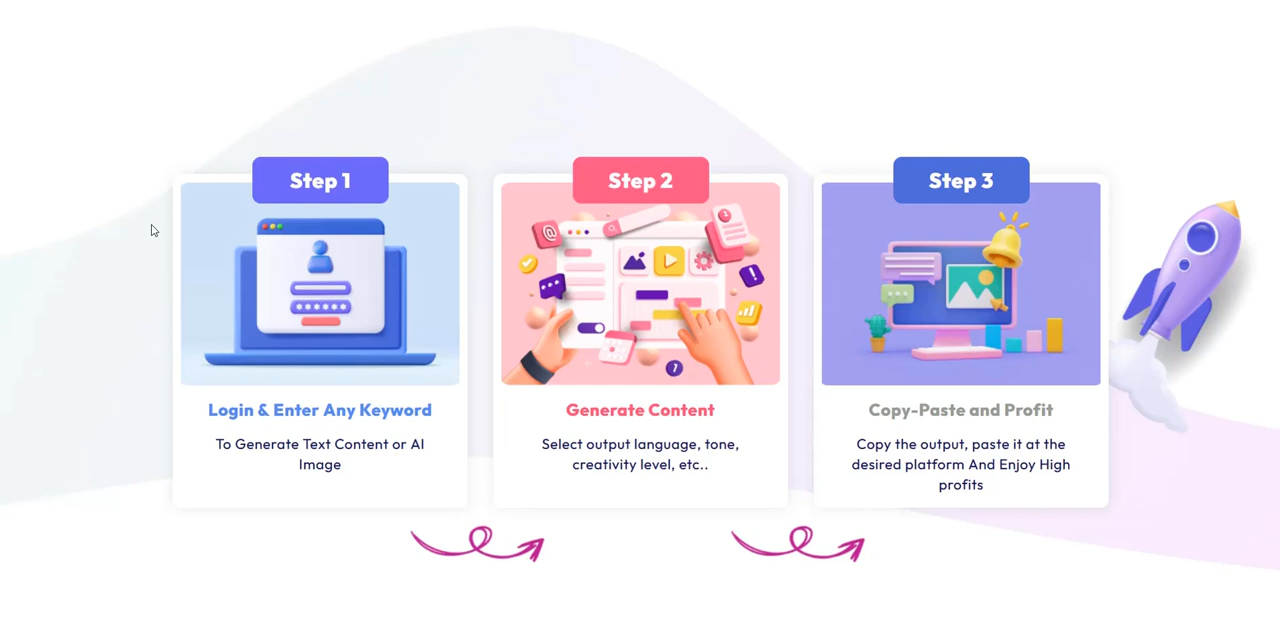 Step 1
Login & Enter Any Keyword
To Generate Text Content or AI
Image
Step 2
Generate Content
Select output language, tone,
creativity level, etc..
Step 3
Copy-Paste and Profit
Copy the output, paste it at the
desired platform And Enjoy High
profits